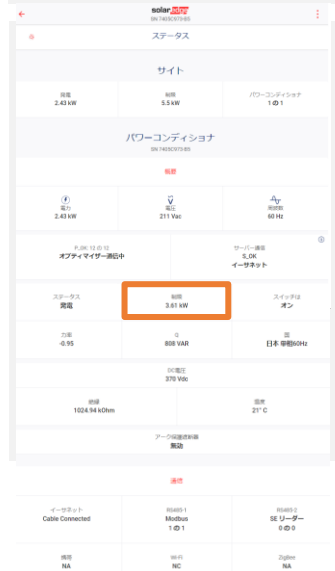 solaredge
SN 7405C973-B5
ステータス
サイト
発電 制限 パワーコンディショナ
2.43 kW 5.5 kW 1 の 1
パワーコンディショナ
SN 7405C973-B5
概要
電力 電圧 周波数
2.43 kW 211 Vac 60 Hz
P_OK: 12 の 12 サーバー通信
オプティマイザー通信中 S_OK
イーサネット
ステータス 制限 スイッチは
発電 3.61 kW オン
力率 Q 国
-0.95 808 VAR 日本 単相60Hz
DC電圧
370 Vdc
絶縁 温度
1024.94 kOhm 21° C
アーク保護遮断器
無効
通信
イーサネット RS485-1 RS485-2
Cable Connected Modbus SE リーダー
1 の 1 0 の 0
携帯 Wi-Fi ZigBee
NA NC NA